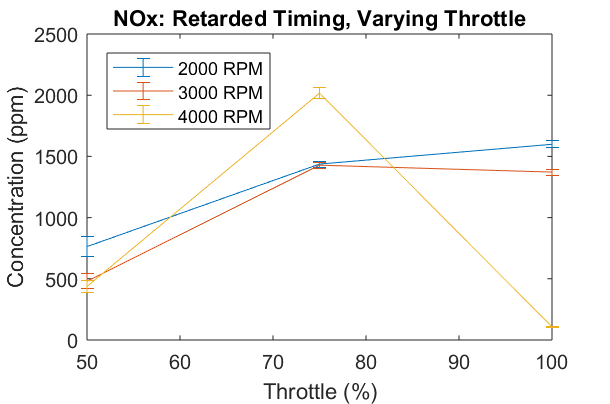 NOx: Retarded Timing, Varying Throttle
2500
2000
1500
1000
500
0
Concentration (ppm)
2000 RPM
3000 RPM
4000 RPM
50 60 70 80 90 100
Throttle (%)